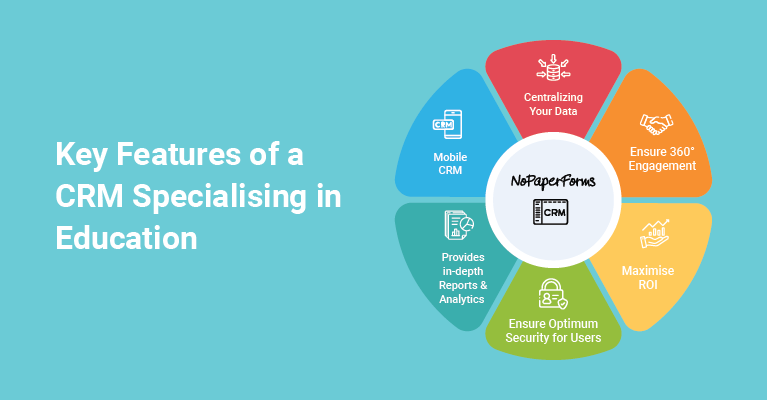 Key Features of a
CRM Specialising in
Education
Centralizing
Your Data
Ensure 360°
Engagement
Maximise
ROI
Ensure Optimum
Security for Users
Provides
in-depth
Reports &
Analytics
Mobile
CRM
CRM
NoPaperForms
CRM